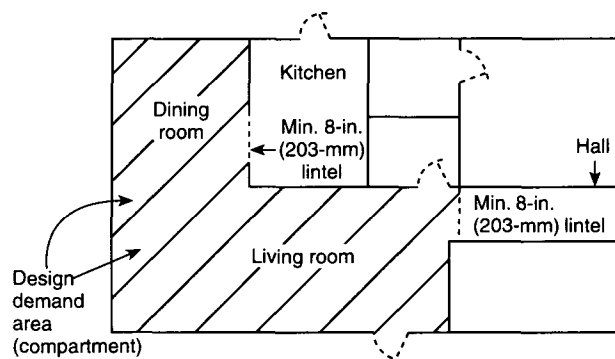 Kitchen
Dining
room
Min. 8-in.
(203-mm)
lintel
Hall
Min. 8-in.
(203-mm) lintel
Living room
Design
demand
area
(compartment)